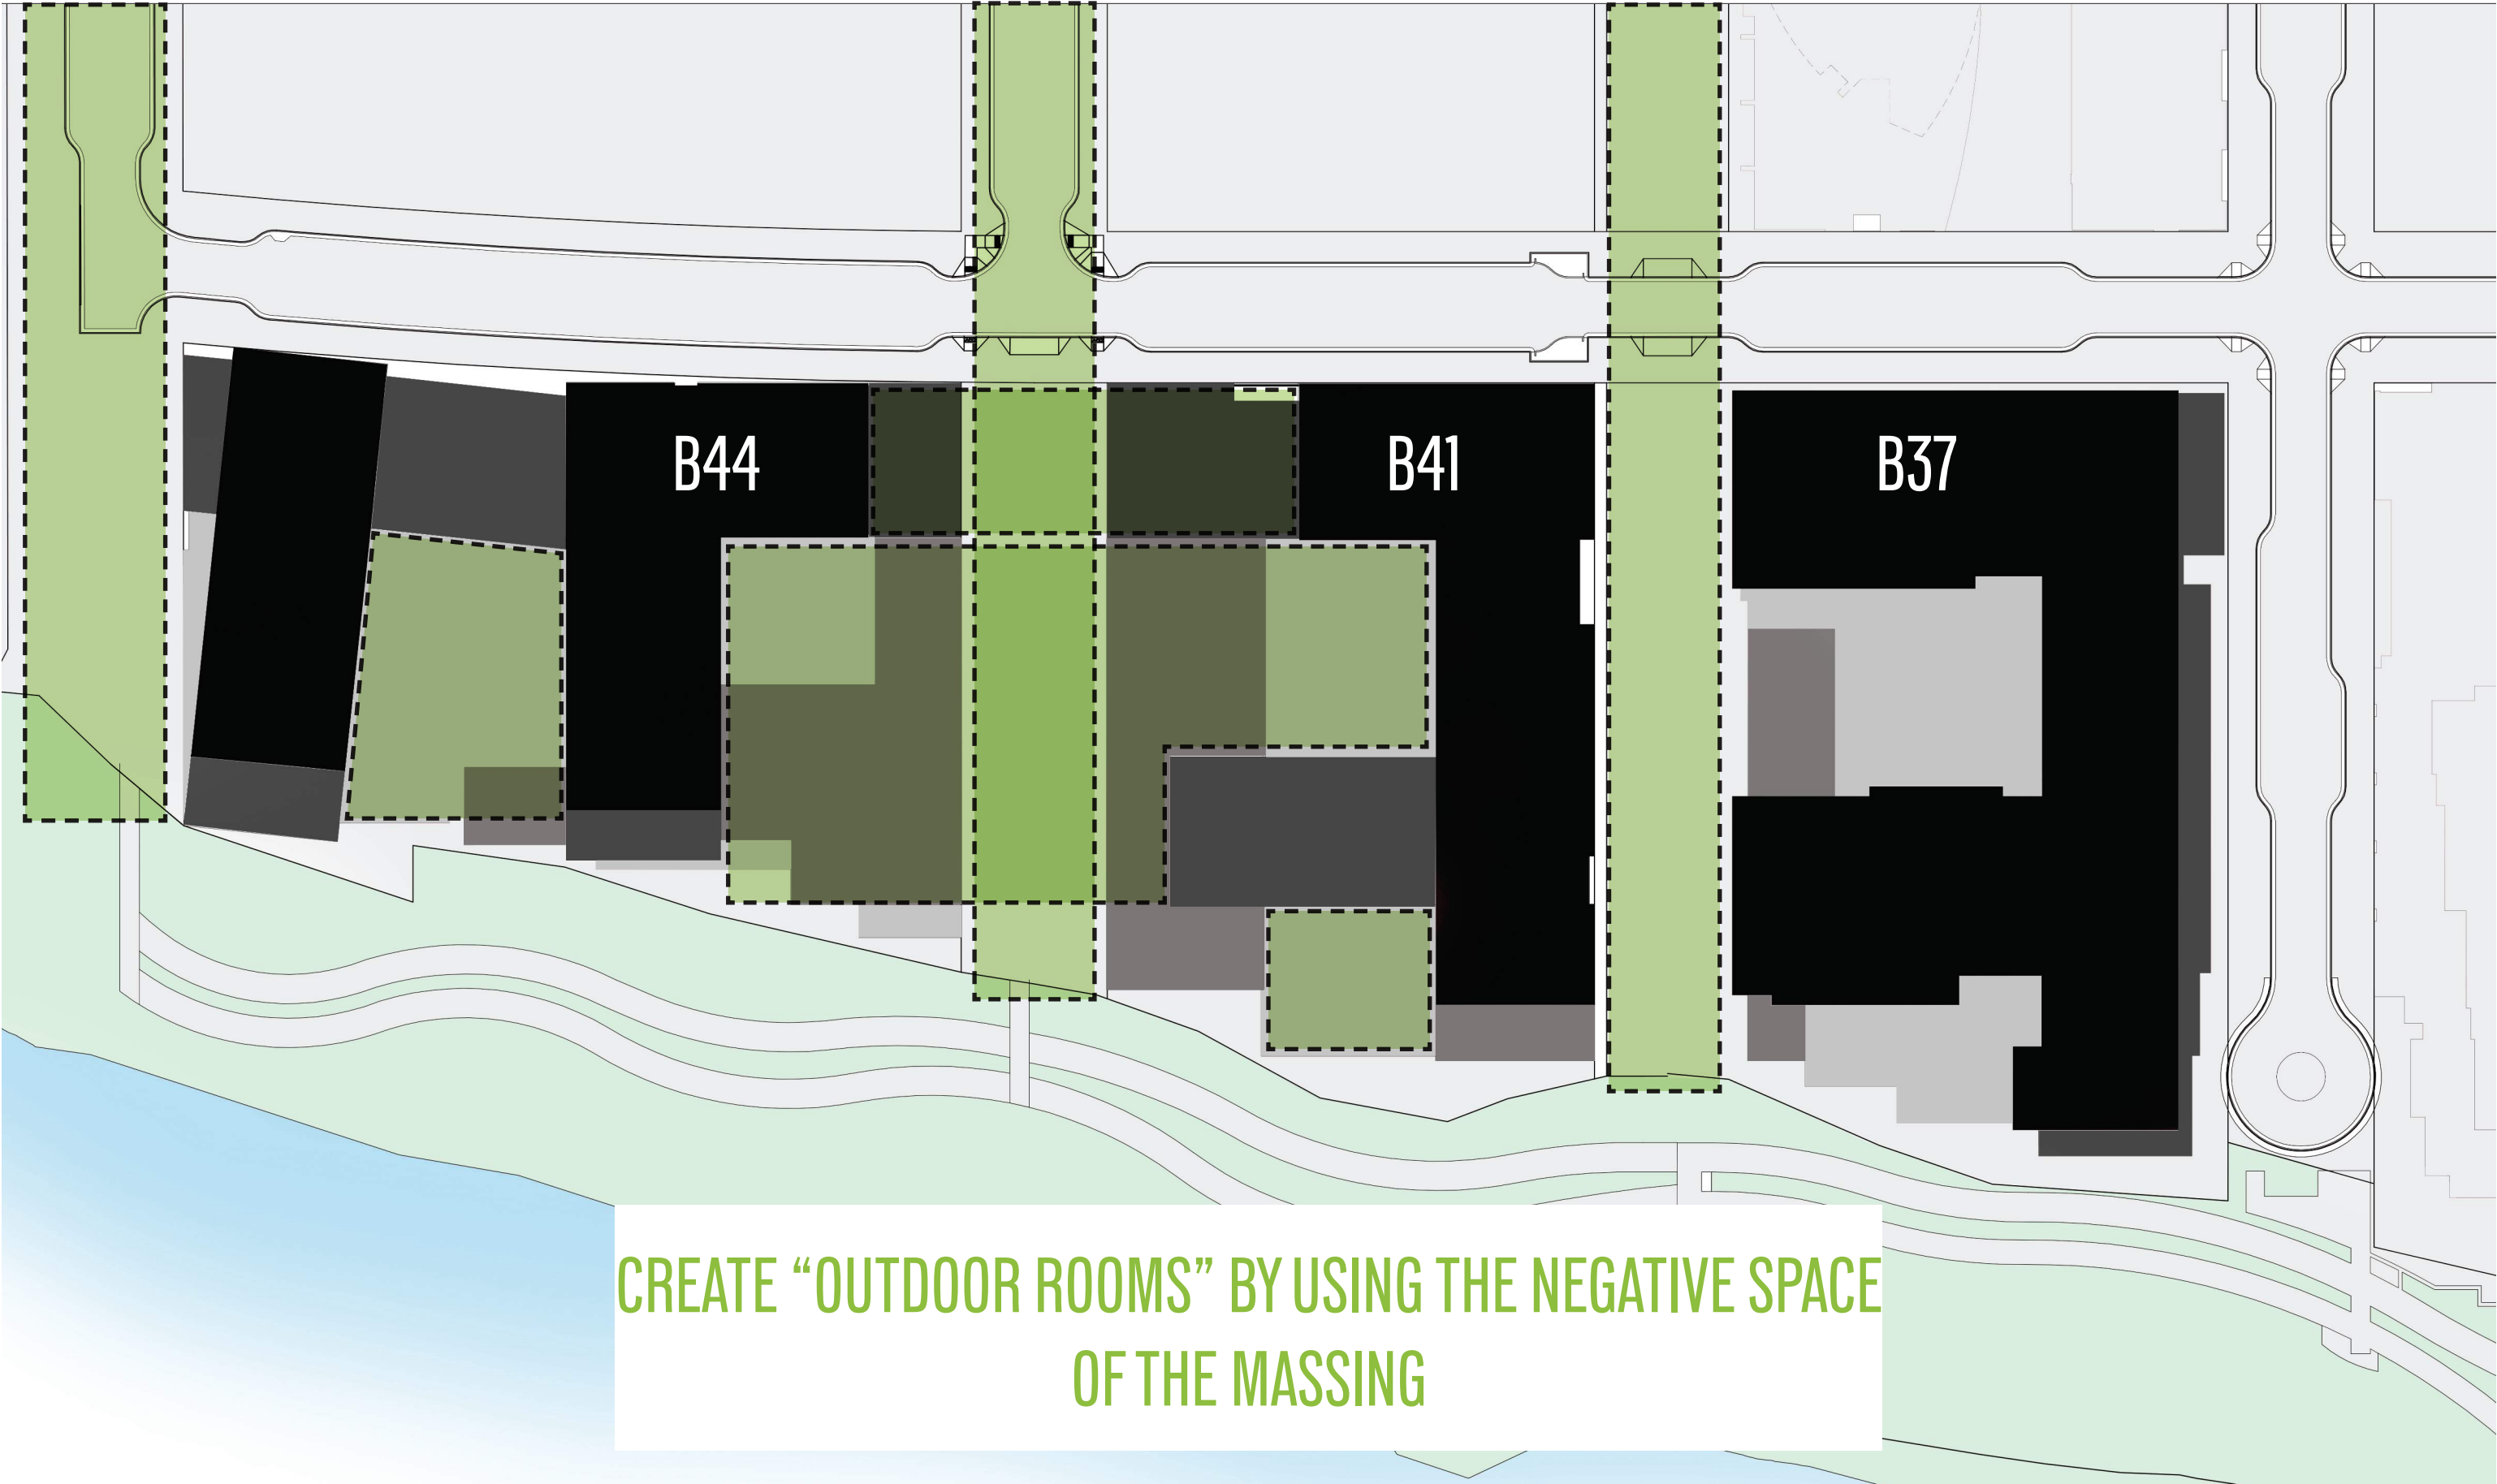 B44
B41
B37
CREATE “OUTDOOR ROOMS” BY USING THE NEGATIVE SPACE
OF THE MASSING